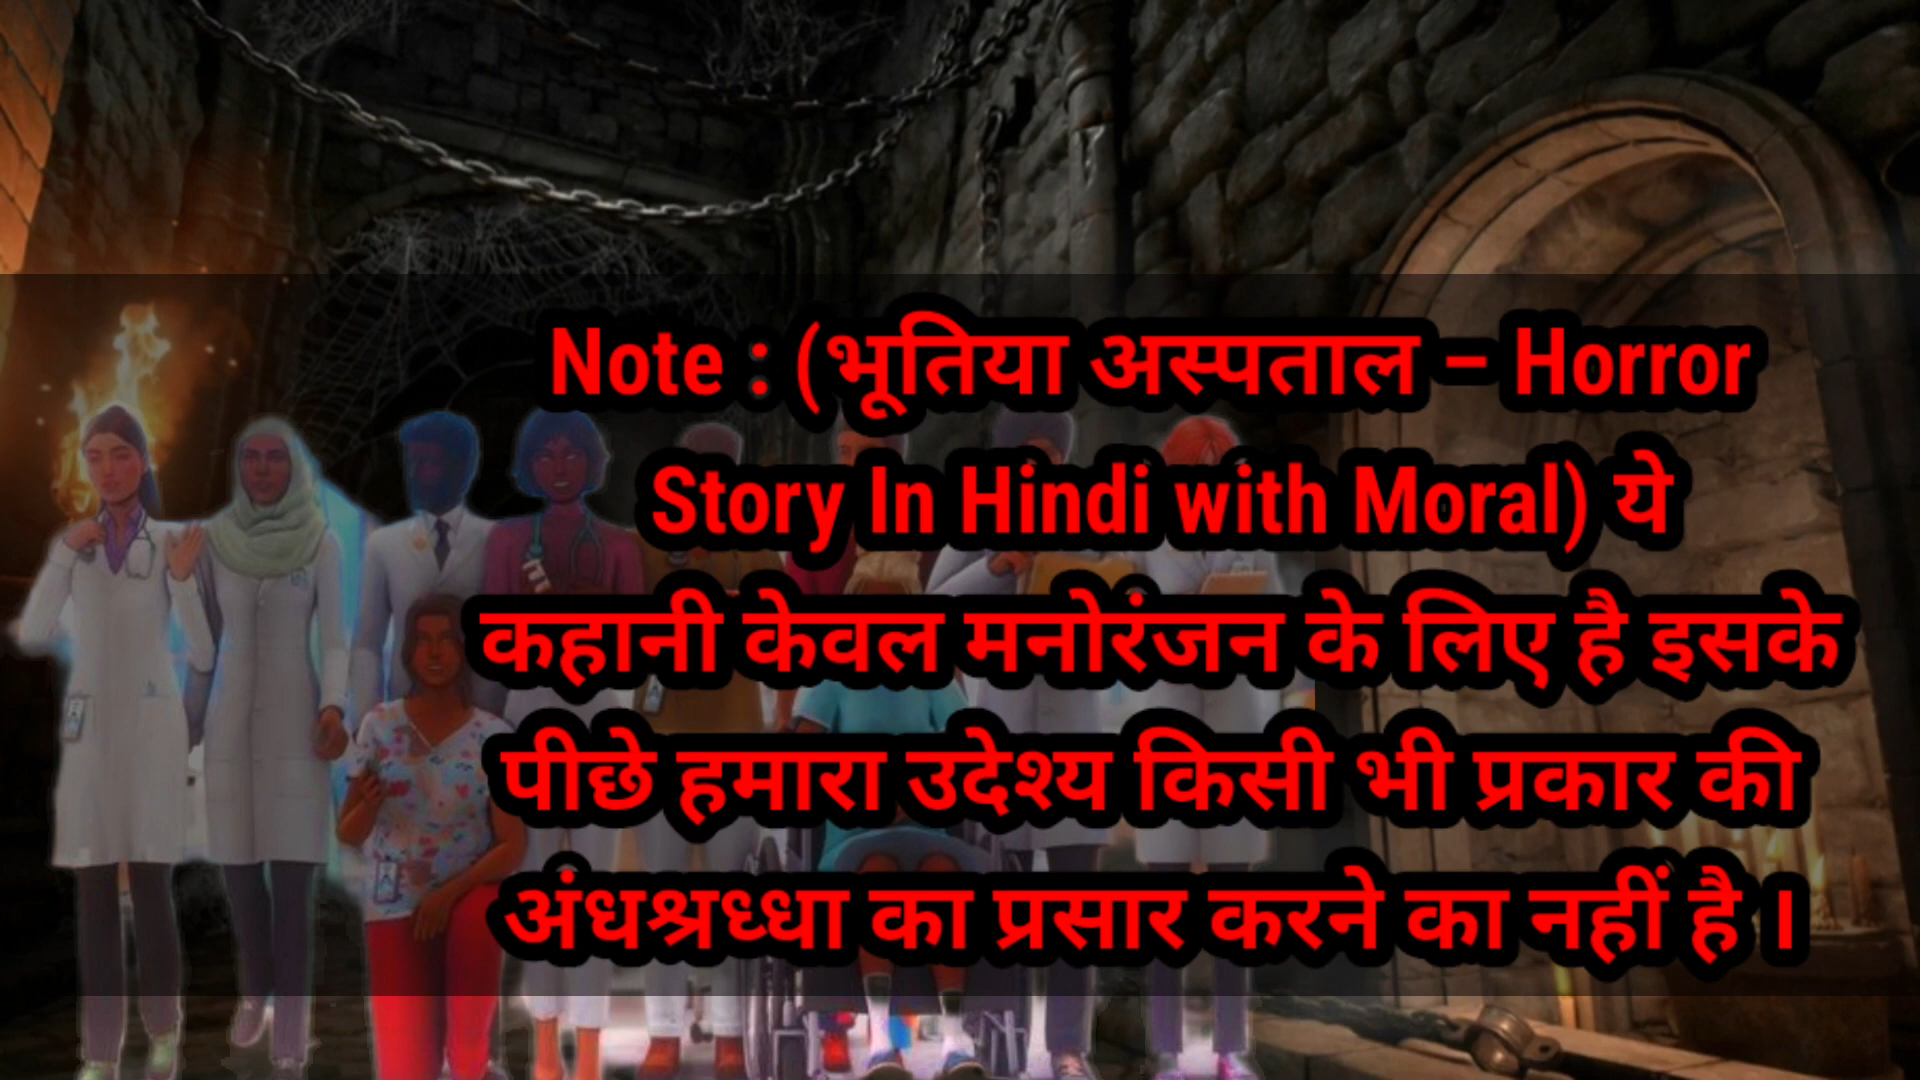 Note : (भूतिया अस्पताल – Horror
Story In Hindi with Moral) ये
कहानी केवल मनोरंजन के लिए है इसके
पीछे हमारा उदेश्य किसी भी प्रकार की
अंधश्रध्धा का प्रसार करने का नहीं है ।